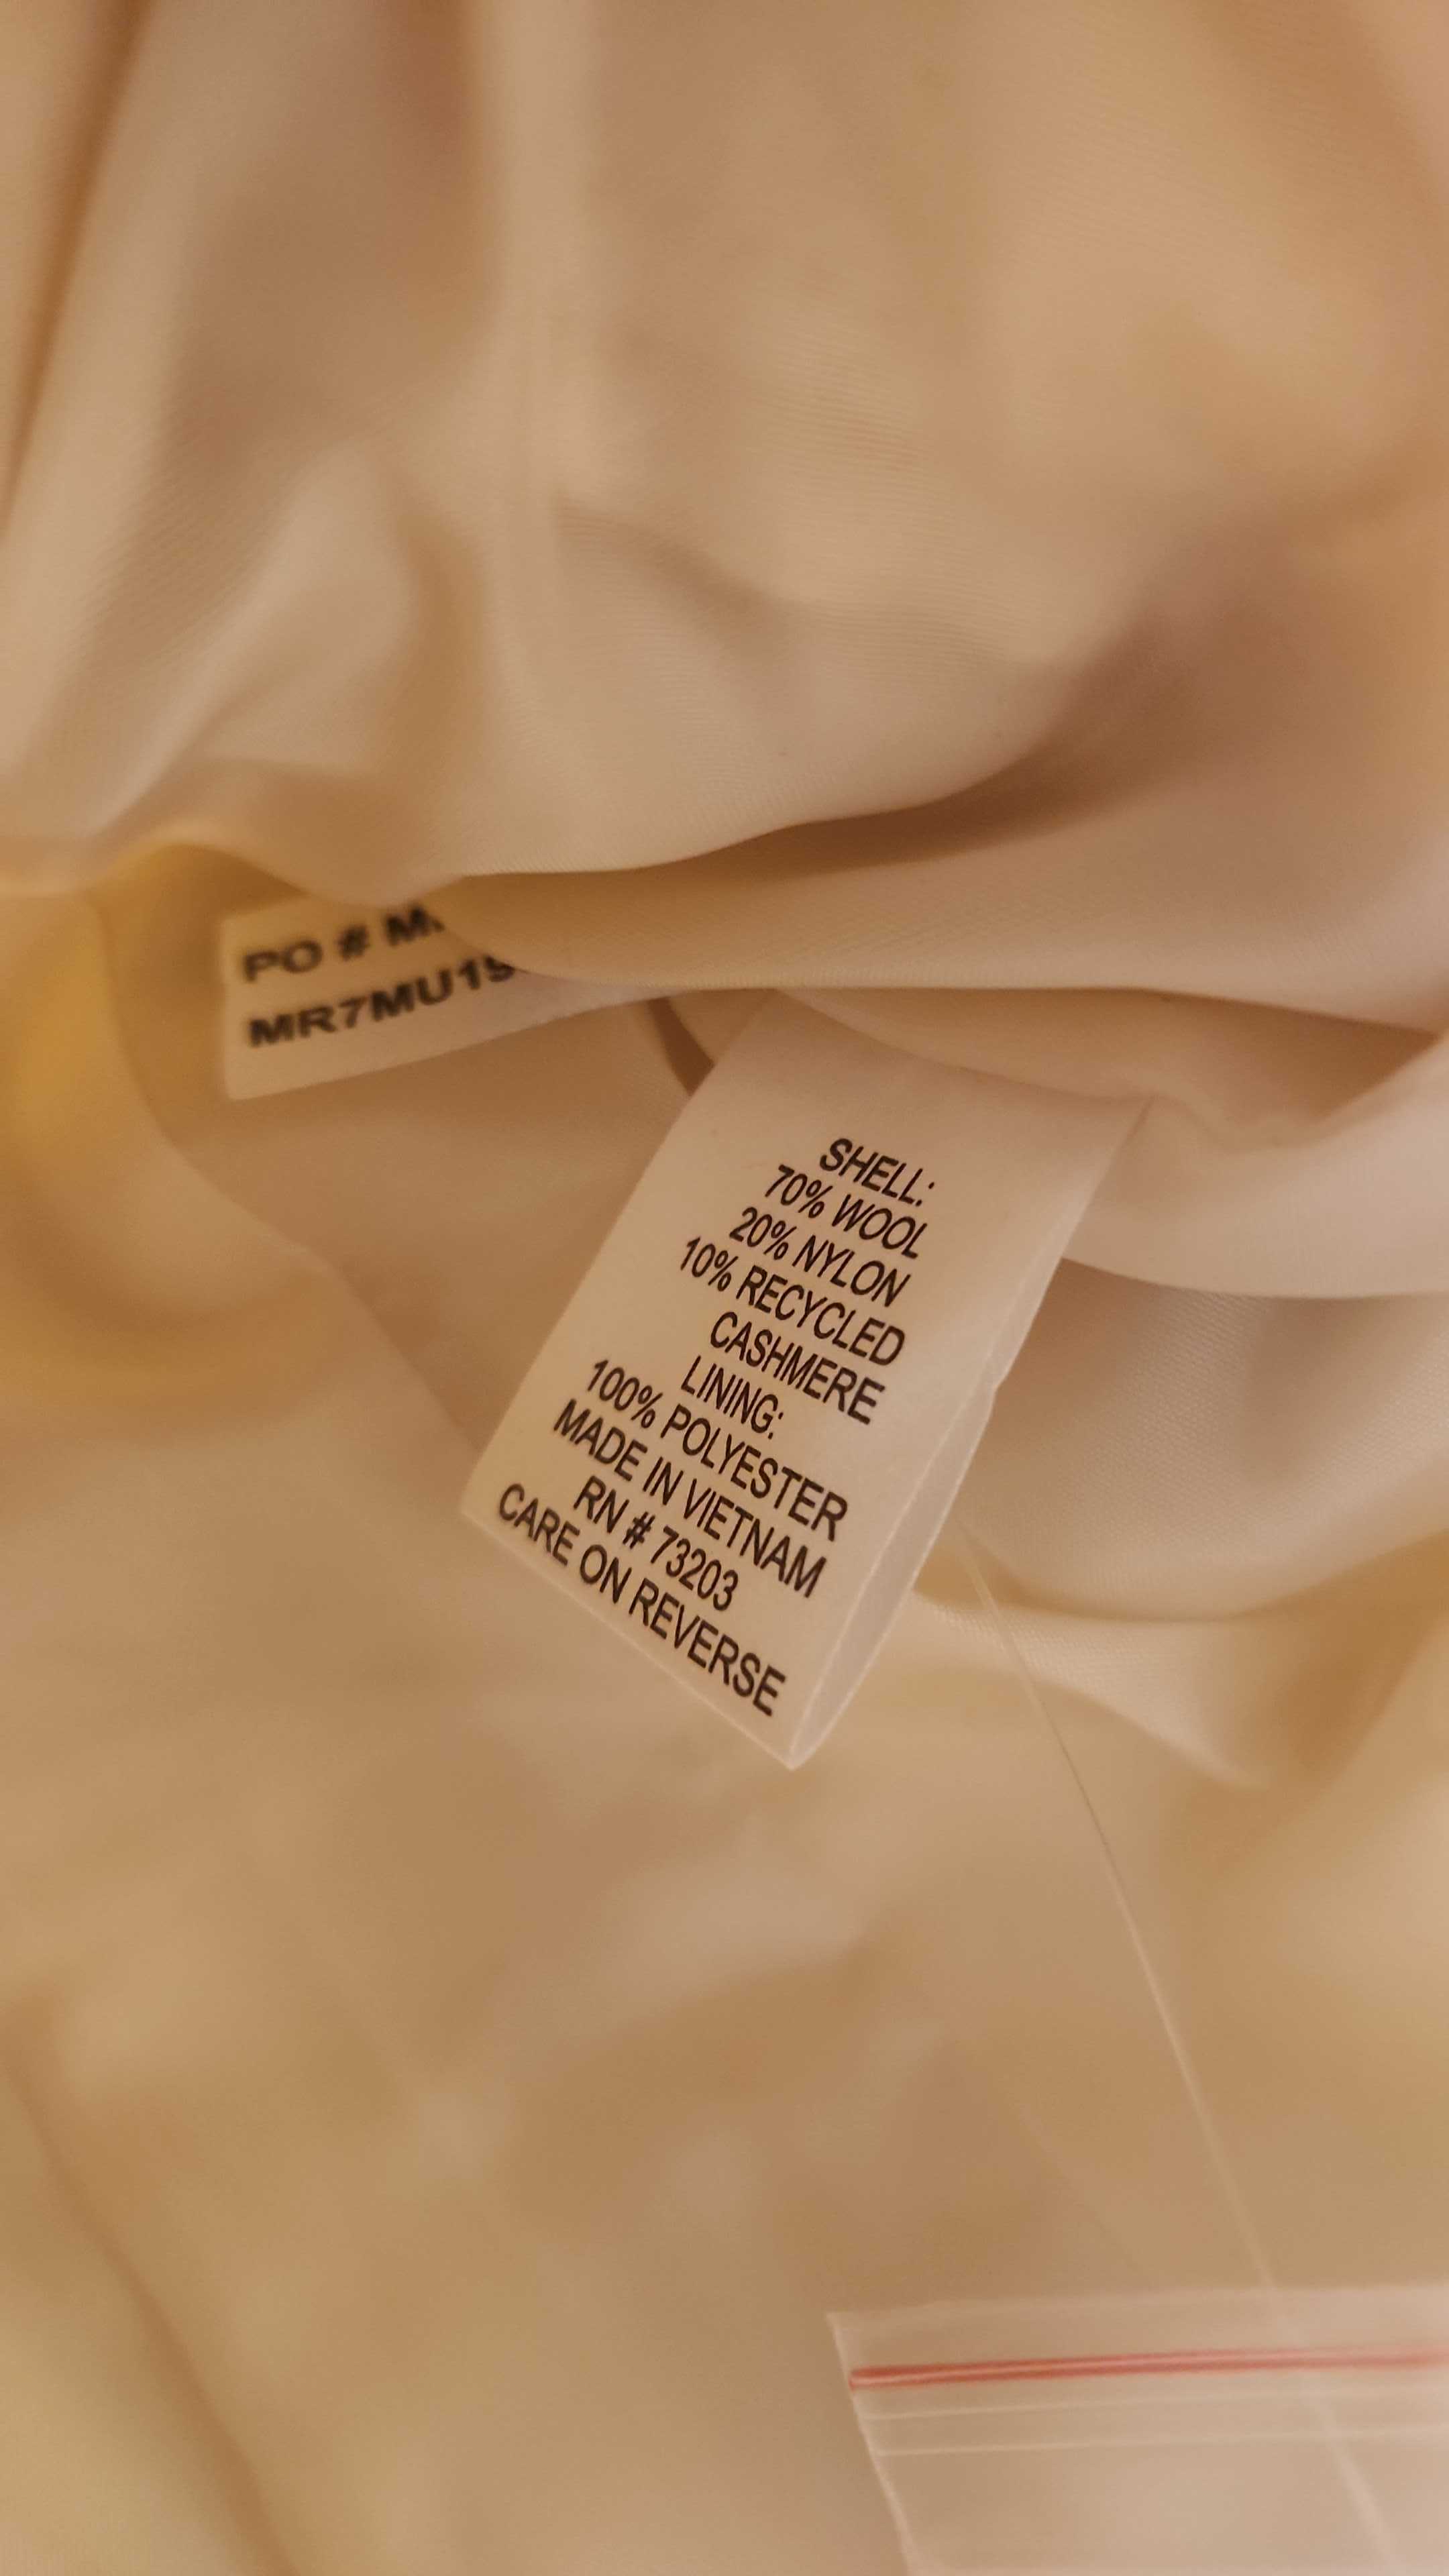 PO #
SHELL:
70% WOOL
20% NYLON
10% RECYCLED
CASHMERE
LINING:
100% POLYESTER
MADE IN VIETNAM
RN # 73203
CARE ON REVERSE